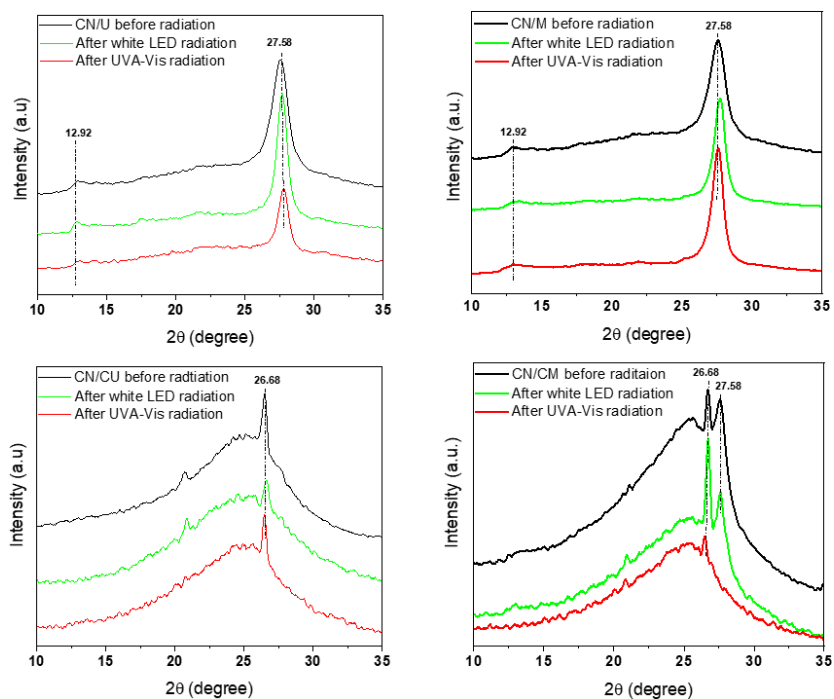 CN/U before radiation
After white LED radiation
After UVA-Vis radiation
27.58
12.92
Intensity (a.u)
10 15 20 25 30 35
2θ (degree)
CN/M before radiation
After white LED radiation
After UVA-Vis radiation
27.58
12.92
Intensity (a.u.)
10 15 20 25 30 35
2θ (degree)
CN/CU before radtiation
After white LED radiation
After UVA-Vis radiation
26.68
Intensity (a.u)
10 15 20 25 30 35
2θ (degree)
CN/CM before raditaion
After white LED radiation
After UVA-Vis radiation
26.68
27.58
Intensity (a.u.)
10 15 20 25 30 35
2θ (degree)